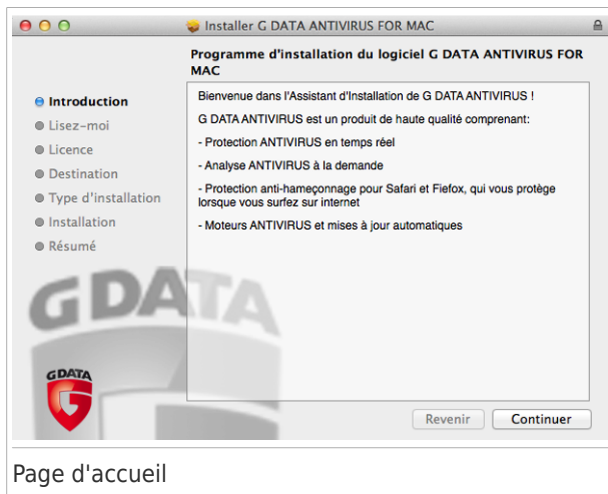 Installer G DATA ANTIVIRUS FOR MAC
Programme d'installation du logiciel G DATA ANTIVIRUS FOR
MAC
Introduction
Lisez-moi
Licence
Destination
Type d'installation
Installation
Résumé
Bienvenue dans l'Assistant d'Installation de G DATA ANTIVIRUS !
G DATA ANTIVIRUS est un produit de haute qualité comprenant:
- Protection ANTIVIRUS en temps réel
- Analyse ANTIVIRUS à la demande
- Protection anti-hameçonnage pour Safari et Fiefox, qui vous protège
lorsque vous surfez sur internet
- Moteurs ANTIVIRUS et mises à jour automatiques
GDATA
GDATA
G
Revenir
Continuer
Page d'accueil